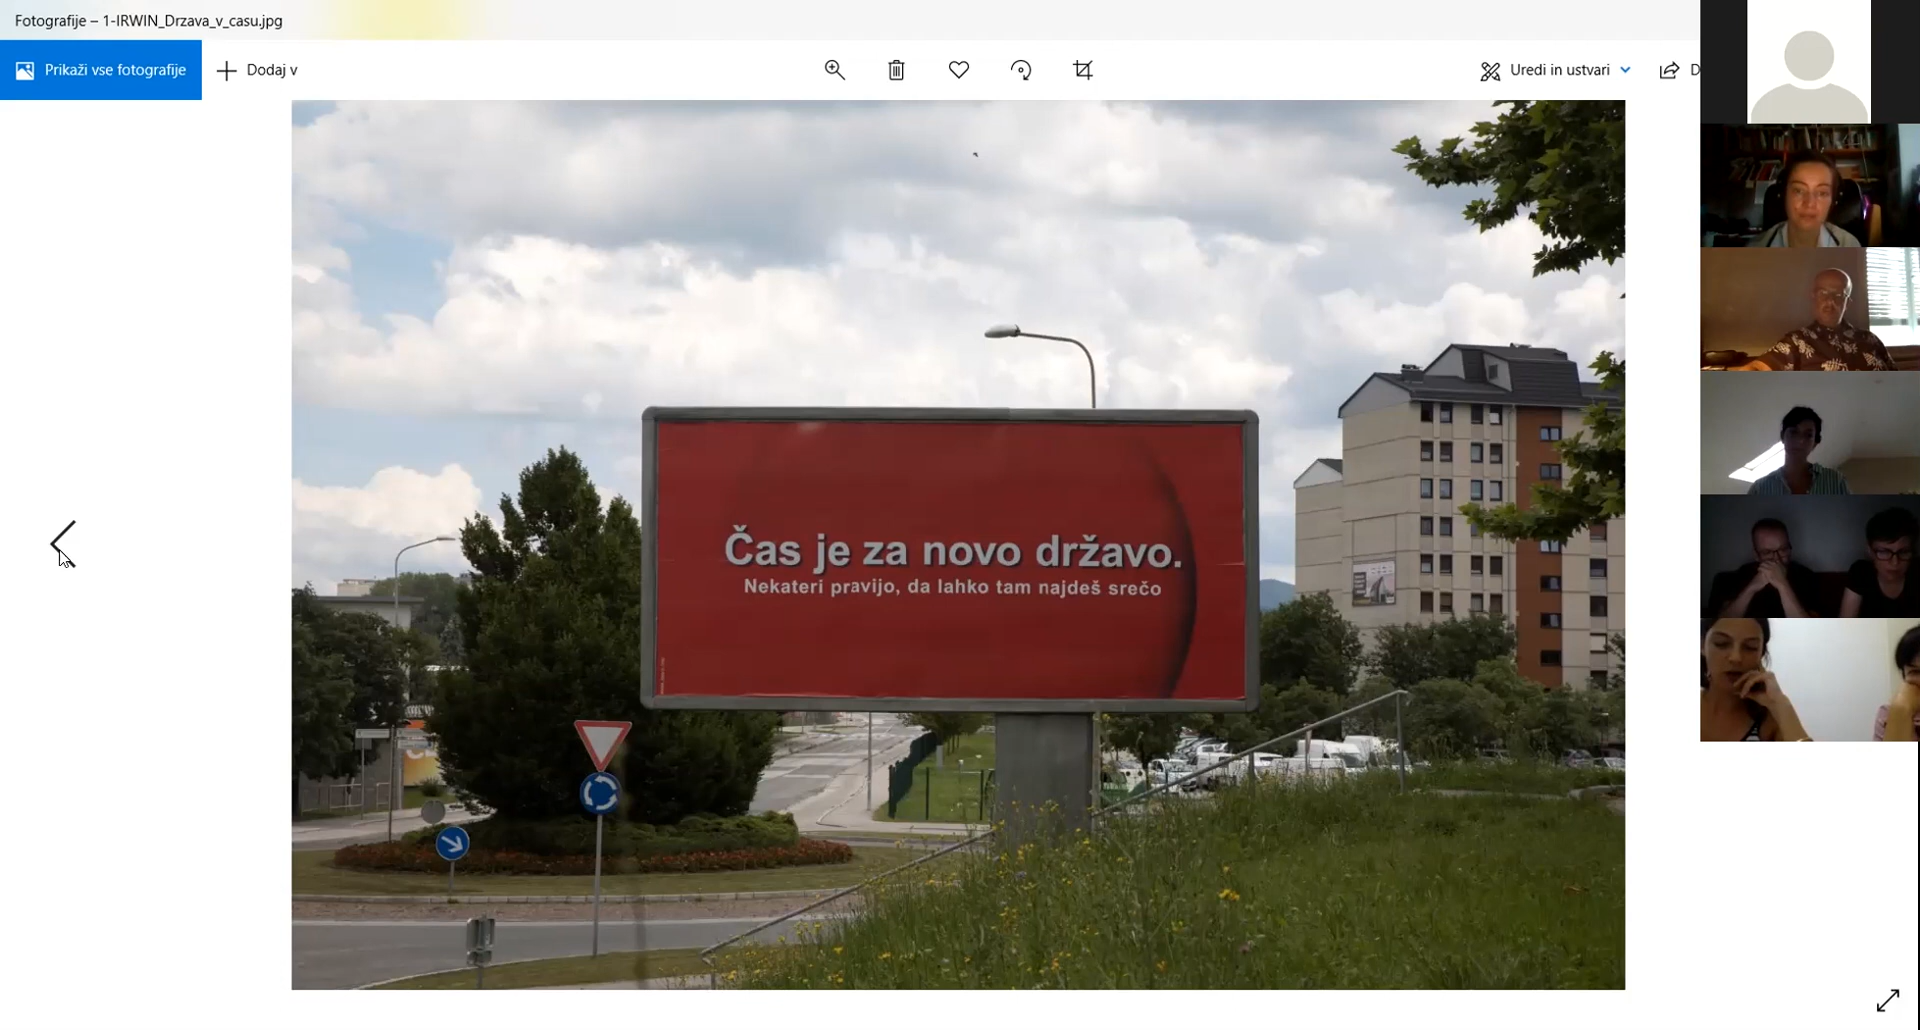 Fotografije – 1-IRWIN_Drzava_v_casu.jpg
Prikaži vse fotografije
Dodaj v
Uredi in ustvari
D
Čas je za novo državo.
Nekateri pravijo, da lahko tam najdeš srečo